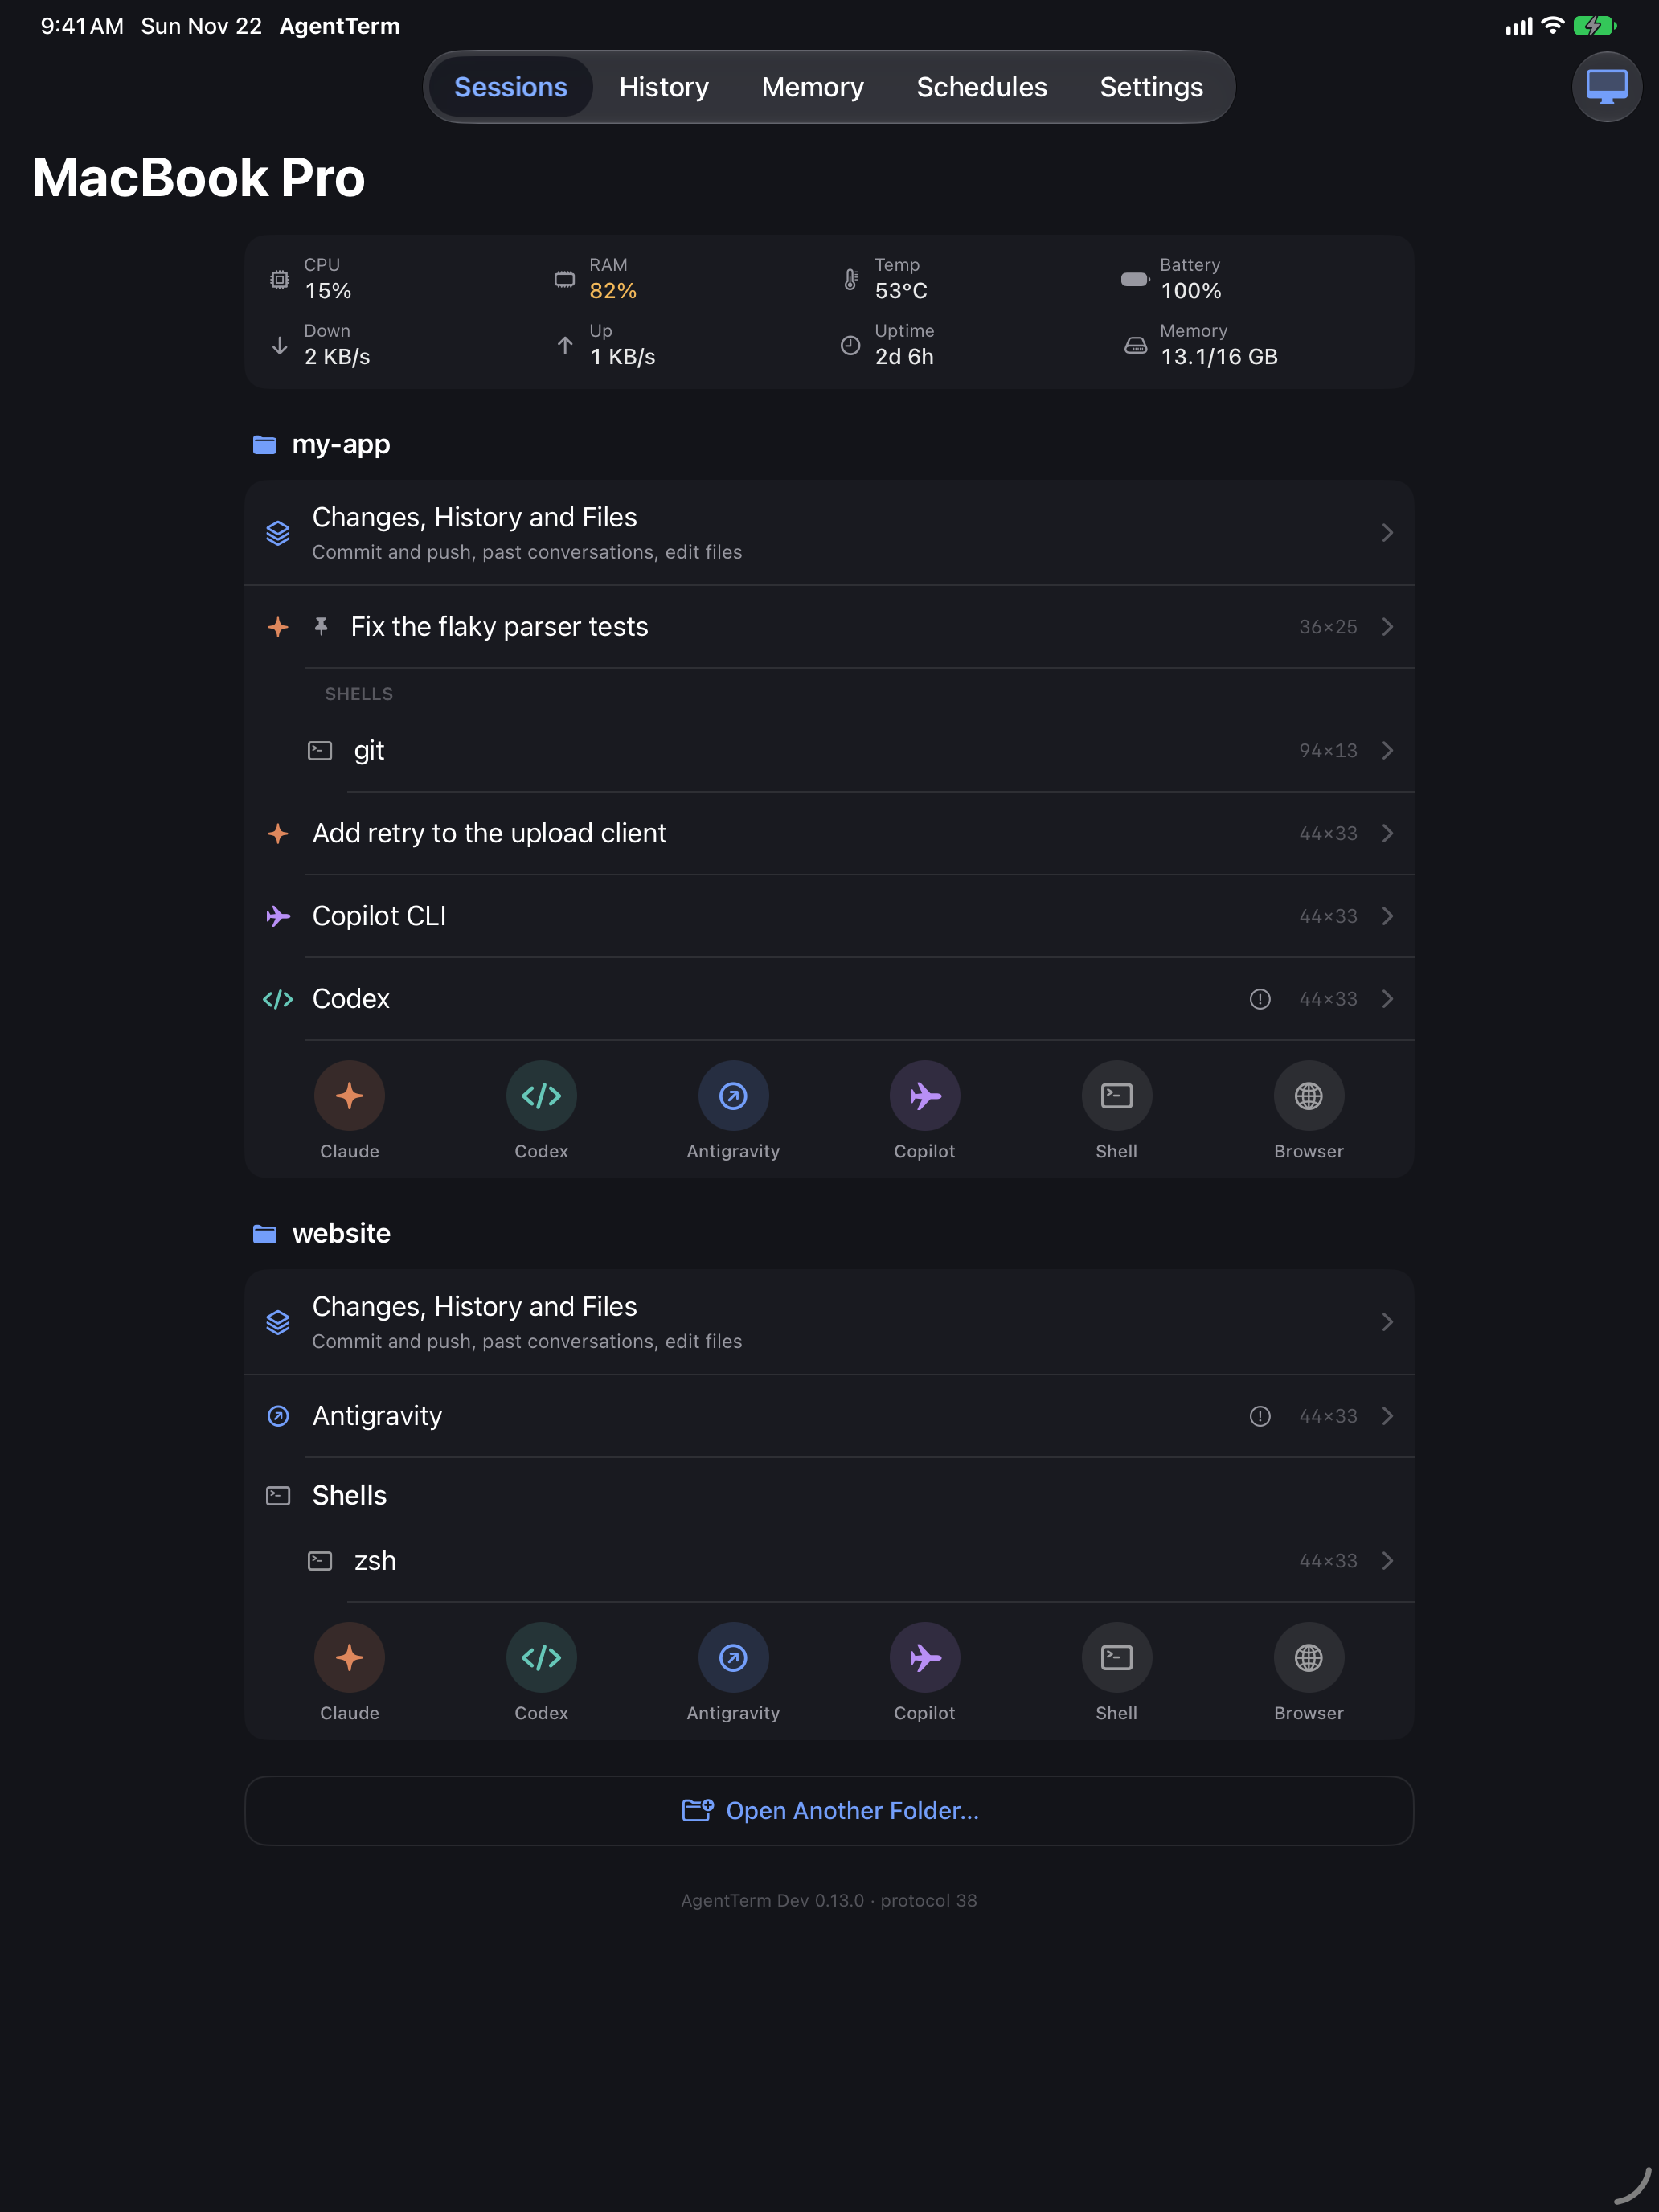 9:41 AM Sun Nov 22 AgentTerm
Sessions History Memory Schedules Settings
MacBook Pro
CPU RAM Temp Battery
15% 82% 53°C 100%
Down Up Uptime Memory
2 KB/s 1 KB/s 2d 6h 13.1/16 GB
my-app
Changes, History and Files
Commit and push, past conversations, edit files
Fix the flaky parser tests 36×25
SHELLS
git 94×13
Add retry to the upload client 44×33
Copilot CLI 44×33
Codex 44×33
Claude Codex Antigravity Copilot Shell Browser
website
Changes, History and Files
Commit and push, past conversations, edit files
Antigravity 44×33
Shells
zsh 44×33
Claude Codex Antigravity Copilot Shell Browser
Open Another Folder...
AgentTerm Dev 0.13.0 · protocol 38